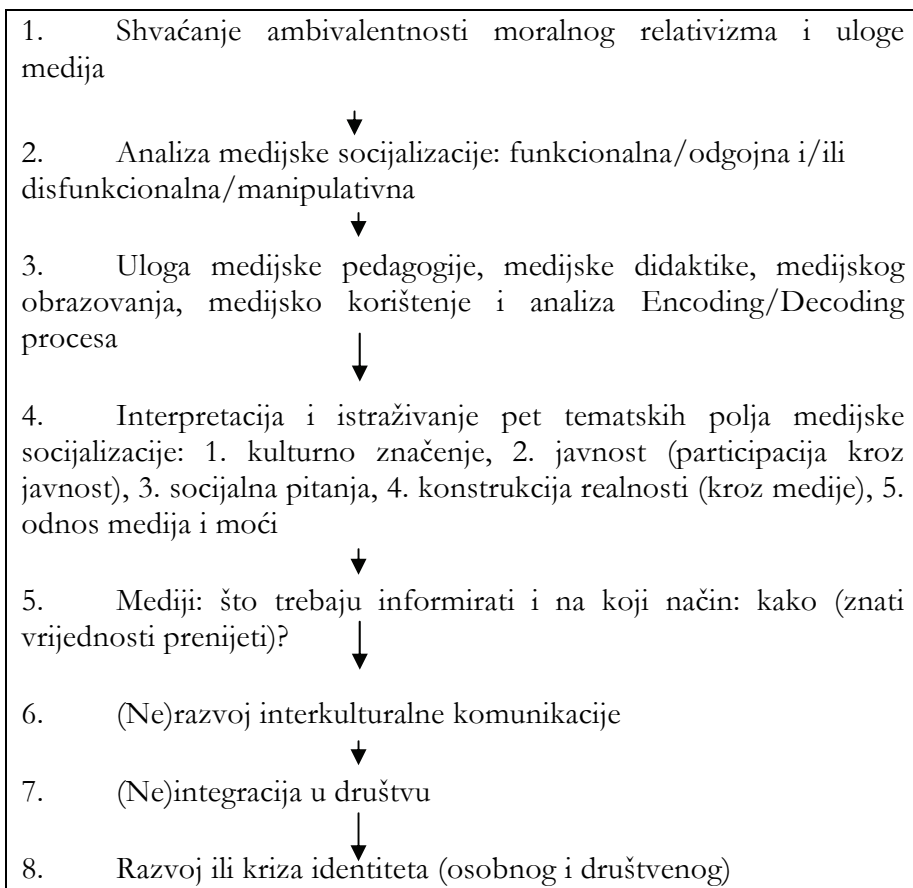 1. Shvaćanje ambivalentnosti moralnog relativizma i uloge
medija
2. Analiza medijske socijalizacije: funkcionalna/odgojna i/ili
disfunkcionalna/manipulativna
3. Uloga medijske pedagogije, medijske didaktike, medijskog
obrazovanja, medijsko korištenje i analiza Encoding/Decoding
procesa
4. Interpretacija i istraživanje pet tematskih polja medijske
socijalizacije: 1. kulturno značenje, 2. javnost (participacija kroz
javnost), 3. socijalna pitanja, 4. konstrukcija realnosti (kroz medije), 5.
odnos medija i moći
5. Mediji: što trebaju informirati i na koji način: kako (znati
vrijednosti prenijeti)?
6. (Ne)razvoj interkulturalne komunikacije
7. (Ne)integracija u društvu
8. Razvoj ili kriza identiteta (osobnog i društvenog)